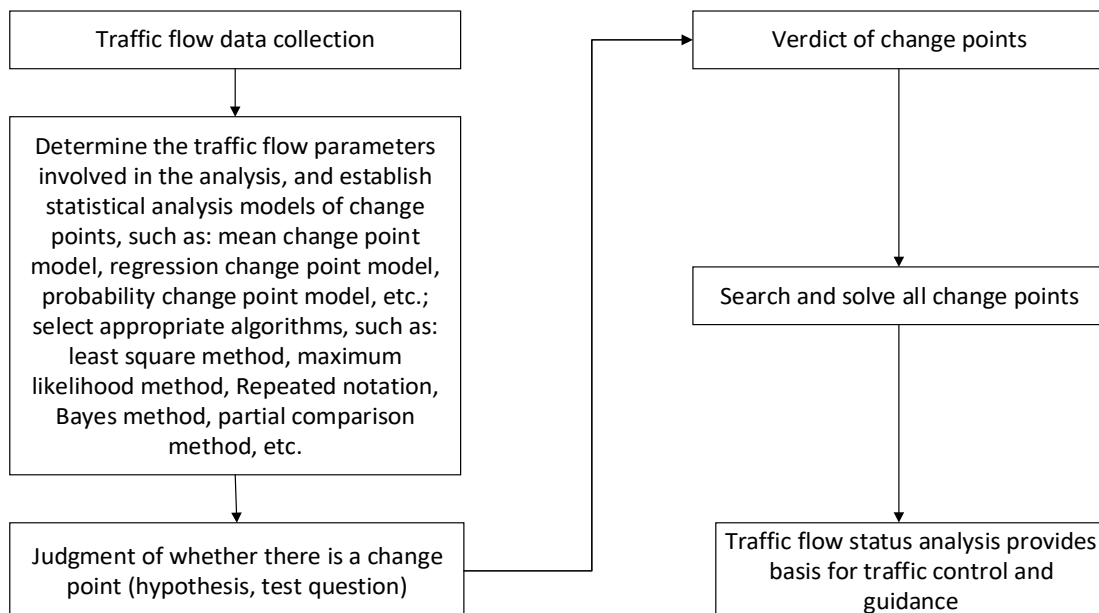 Traffic flow data collection
Determine the traffic flow parameters
involved in the analysis, and establish
statistical analysis models of change
points, such as: mean change point
model, regression change point model,
probability change point model, etc.;
select appropriate algorithms, such as:
least square method, maximum
likelihood method, Repeated notation,
Bayes method, partial comparison
method, etc.
Judgment of whether there is a change
point (hypothesis, test question)
Verdict of change points
Search and solve all change points
Traffic flow status analysis provides
basis for traffic control and
guidance